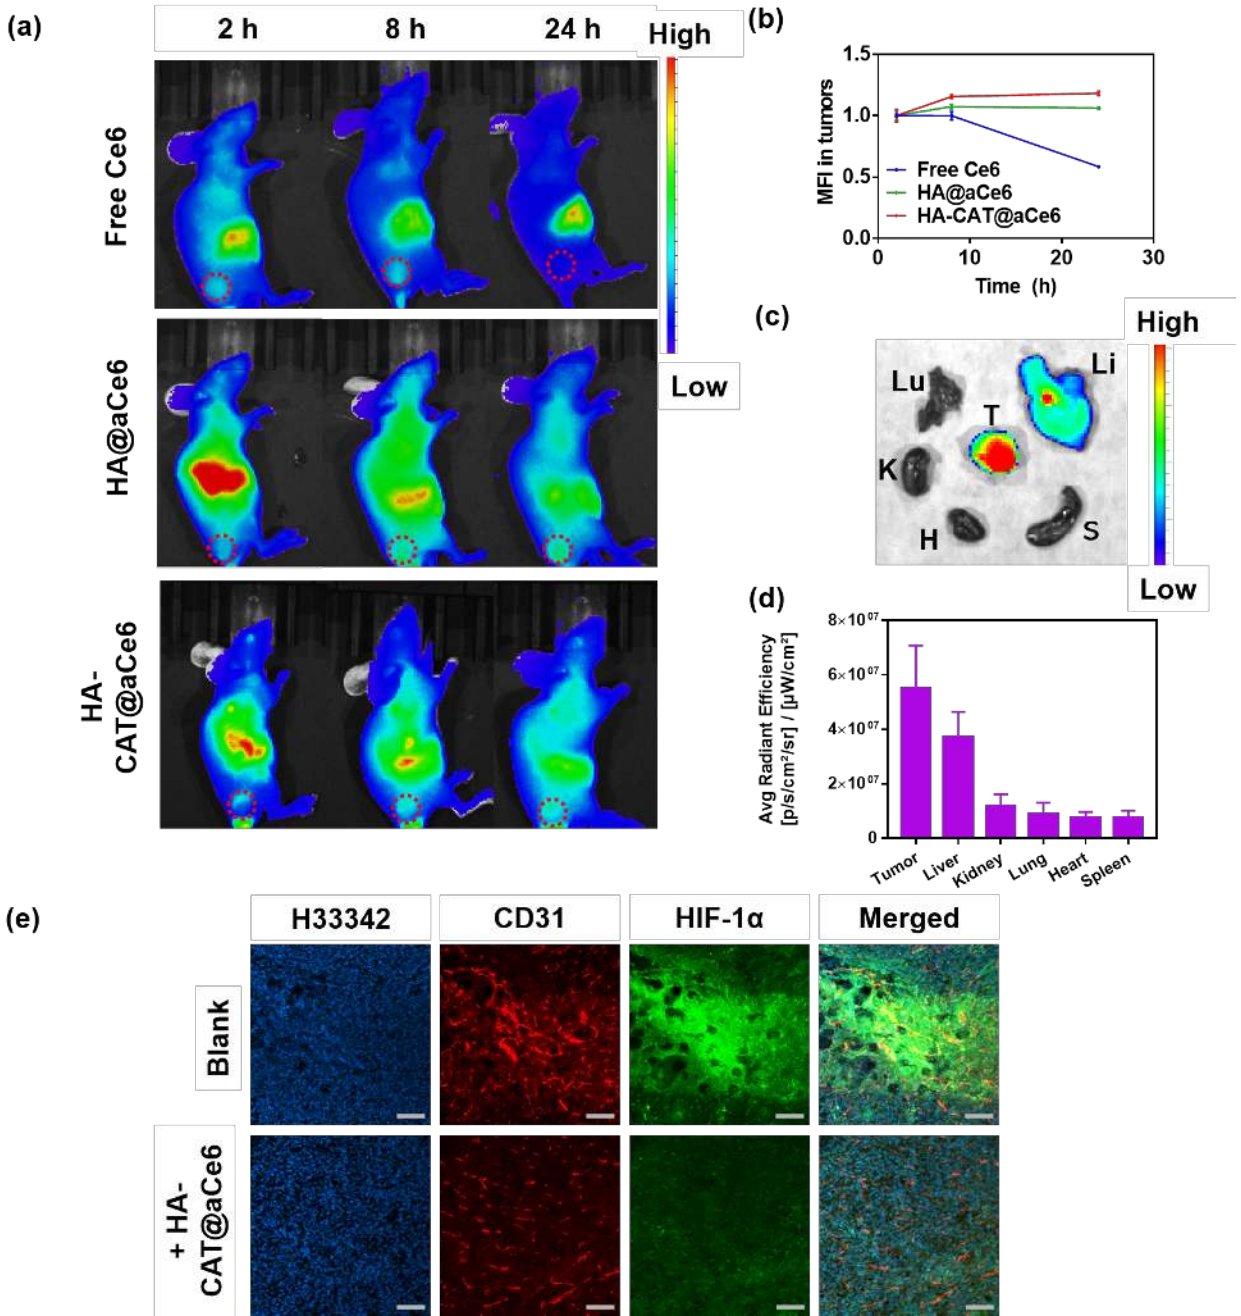 (a)
2 h
8 h
24 h
High
Low
Free Ce6
HA@aCe6
HA-
CAT@aCe6
(b)
MFI in tumors
1.5
1.0
0.5
0.0
Free Ce6
HA@aCe6
HA-CAT@aCe6
0
10
20
30
Time (h)
(c)
High
Low
Lu
Li
T
K
H
S
(d)
Avg Radiant Efficiency
[p/s/cm²/sr] / [µW/cm²]
8×10⁰⁷
6×10⁰⁷
4×10⁰⁷
2×10⁰⁷
0
Tumor
Liver
Kidney
Lung
Heart
Spleen
(e)
H33342
CD31
HIF-1α
Merged
Blank
+ HA-
CAT@aCe6